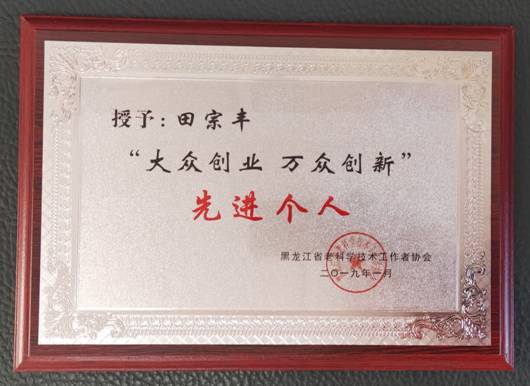 授予：田宗丰
“大众创业 万众创新”
先进个人
黑龙江省老科学技术工作者协会
二〇一九年一月